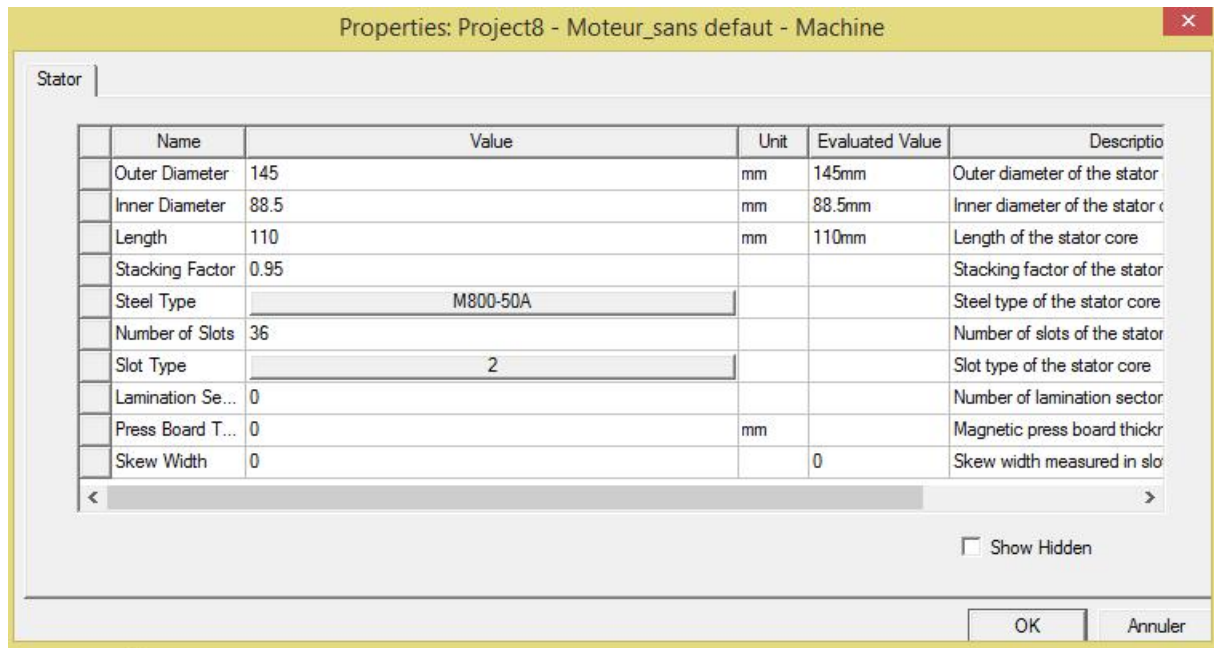 Properties: Project8 - Moteur_sans defaut - Machine
Stator
Name Value Unit Evaluated Value Descriptio
Outer Diameter 145 mm 145mm Outer diameter of the stator
Inner Diameter 88.5 mm 88.5mm Inner diameter of the stator
Length 110 mm 110mm Length of the stator core
Stacking Factor 0.95 Stacking factor of the stator
Steel Type M800-50A Steel type of the stator core
Number of Slots 36 Number of slots of the stator
Slot Type 2 Slot type of the stator core
Lamination Se... 0 Number of lamination sector
Press Board T... 0 mm Magnetic press board thickr
Skew Width 0 0 Skew width measured in slo
Show Hidden
OK Annuler